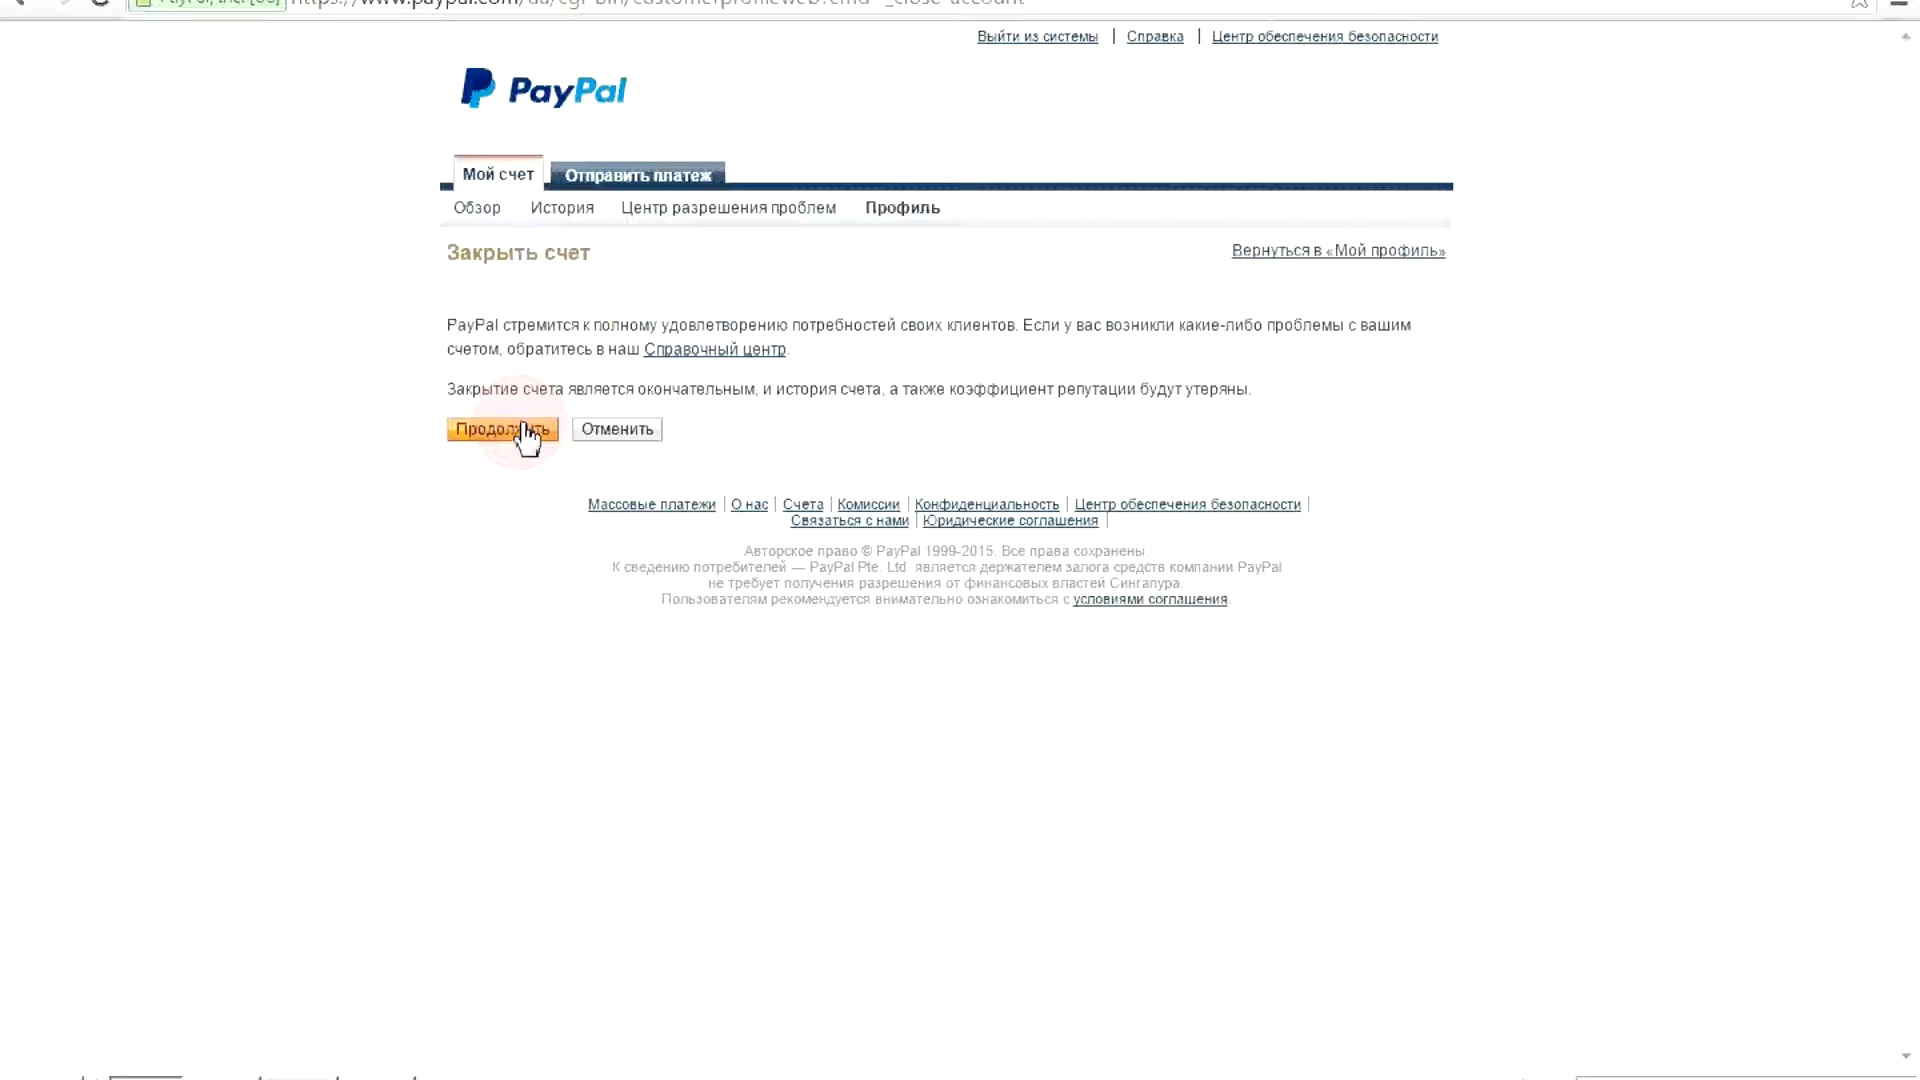 https://www.paypal.com/
Выйти из системы | Справка | Центр обеспечения безопасности
PayPal
Мой счет Отправить платеж
Обзор История Центр разрешения проблем Профиль
Закрыть счет Вернуться в «Мой профиль»
PayPal стремится к полному удовлетворению потребностей своих клиентов. Если у вас возникли какие-либо проблемы с вашим
счетом, обратитесь в наш Справочный центр.
Закрытие счета является окончательным, и история счета, а также коэффициент репутации будут утеряны.
Продолжить Отменить
Массовые платежи | О нас | Счета | Комиссии | Конфиденциальность | Центр обеспечения безопасности |
Связаться с нами | Юридические соглашения |
Авторское право © PayPal 1999-2015. Все права сохранены.
К сведению потребителей — PayPal Pte. Ltd. является держателем залога средств компании PayPal
не требует получения разрешения от финансовых властей Сингапура.
Пользователям рекомендуется внимательно ознакомиться с условиями соглашения.